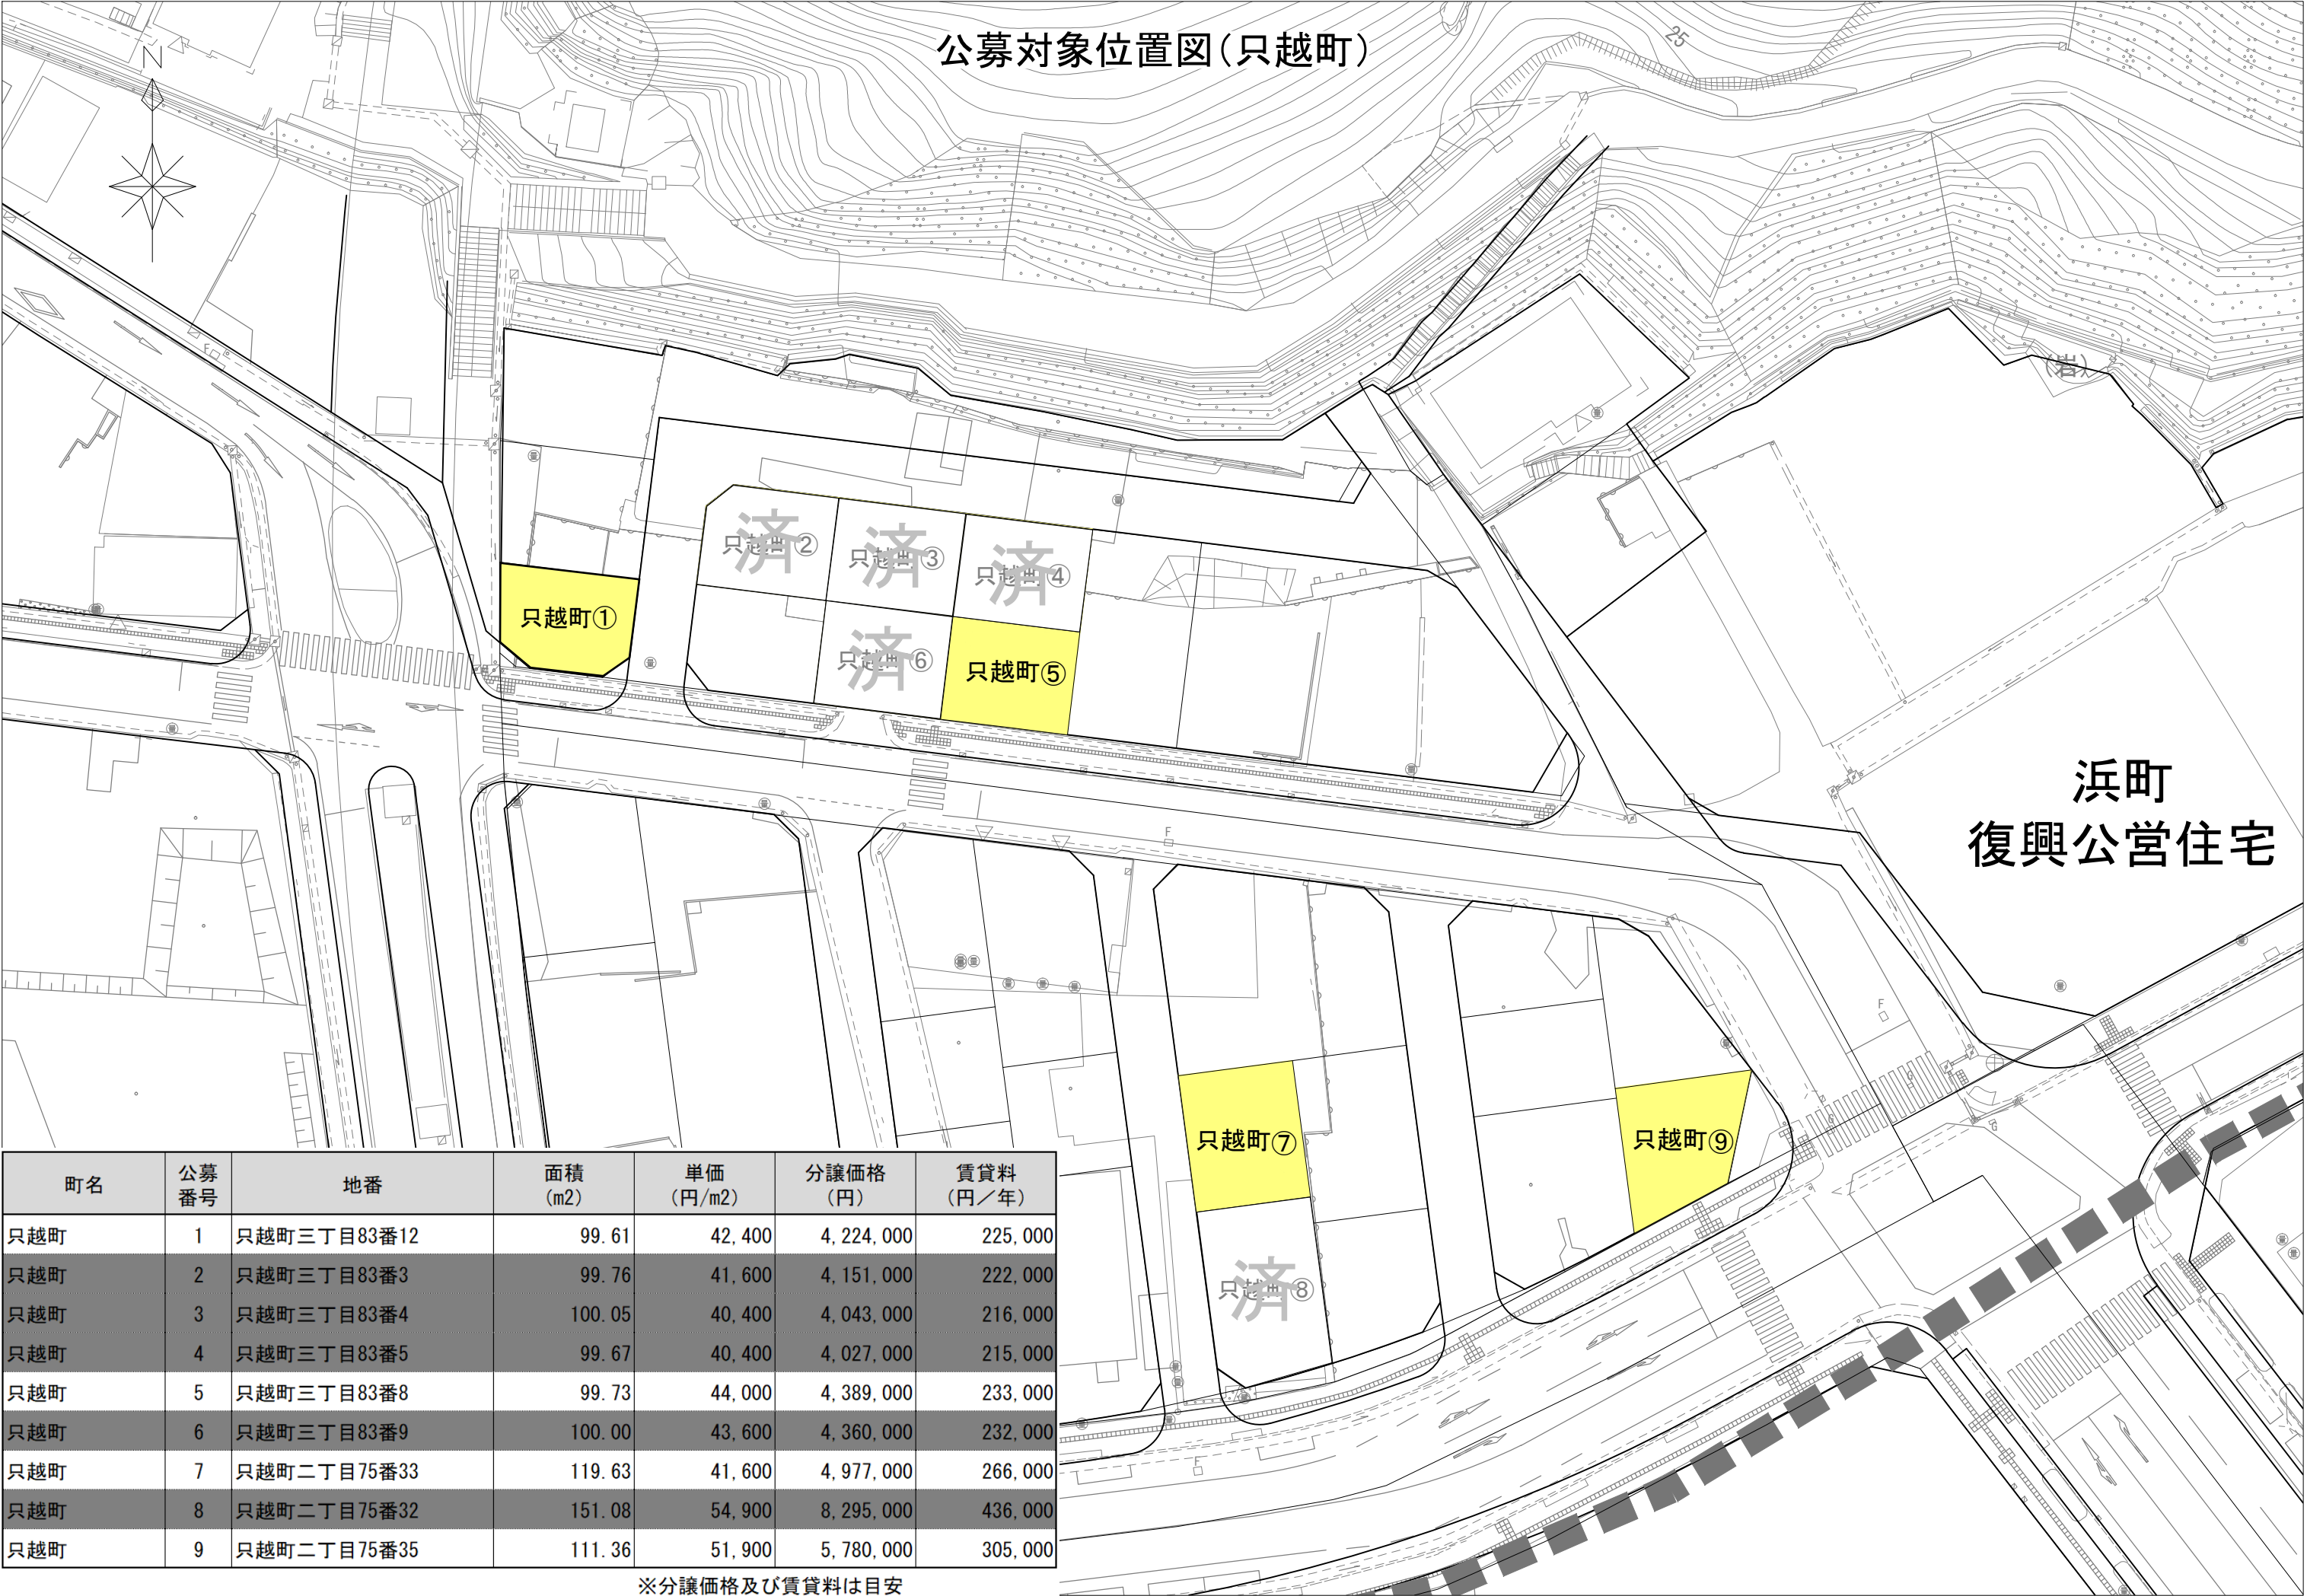 公募対象位置図(只越町)
N
25
(岩)
F
済
只越町②
済
只越町③
済
只越町④
只越町①
済
只越町⑥
只越町⑤
浜町
復興公営住宅
F
F
只越町⑦
只越町⑨
済
只越町⑧
F
町名 公募番号 地番 面積(m2) 単価(円/m2) 分譲価格(円) 賃貸料(円/年)
只越町 1 只越町三丁目83番12 99.61 42,400 4,224,000 225,000
只越町 2 只越町三丁目83番3 99.76 41,600 4,151,000 222,000
只越町 3 只越町三丁目83番4 100.05 40,400 4,043,000 216,000
只越町 4 只越町三丁目83番5 99.67 40,400 4,027,000 215,000
只越町 5 只越町三丁目83番8 99.73 44,000 4,389,000 233,000
只越町 6 只越町三丁目83番9 100.00 43,600 4,360,000 232,000
只越町 7 只越町二丁目75番33 119.63 41,600 4,977,000 266,000
只越町 8 只越町二丁目75番32 151.08 54,900 8,295,000 436,000
只越町 9 只越町二丁目75番35 111.36 51,900 5,780,000 305,000
※分譲価格及び賃貸料は目安